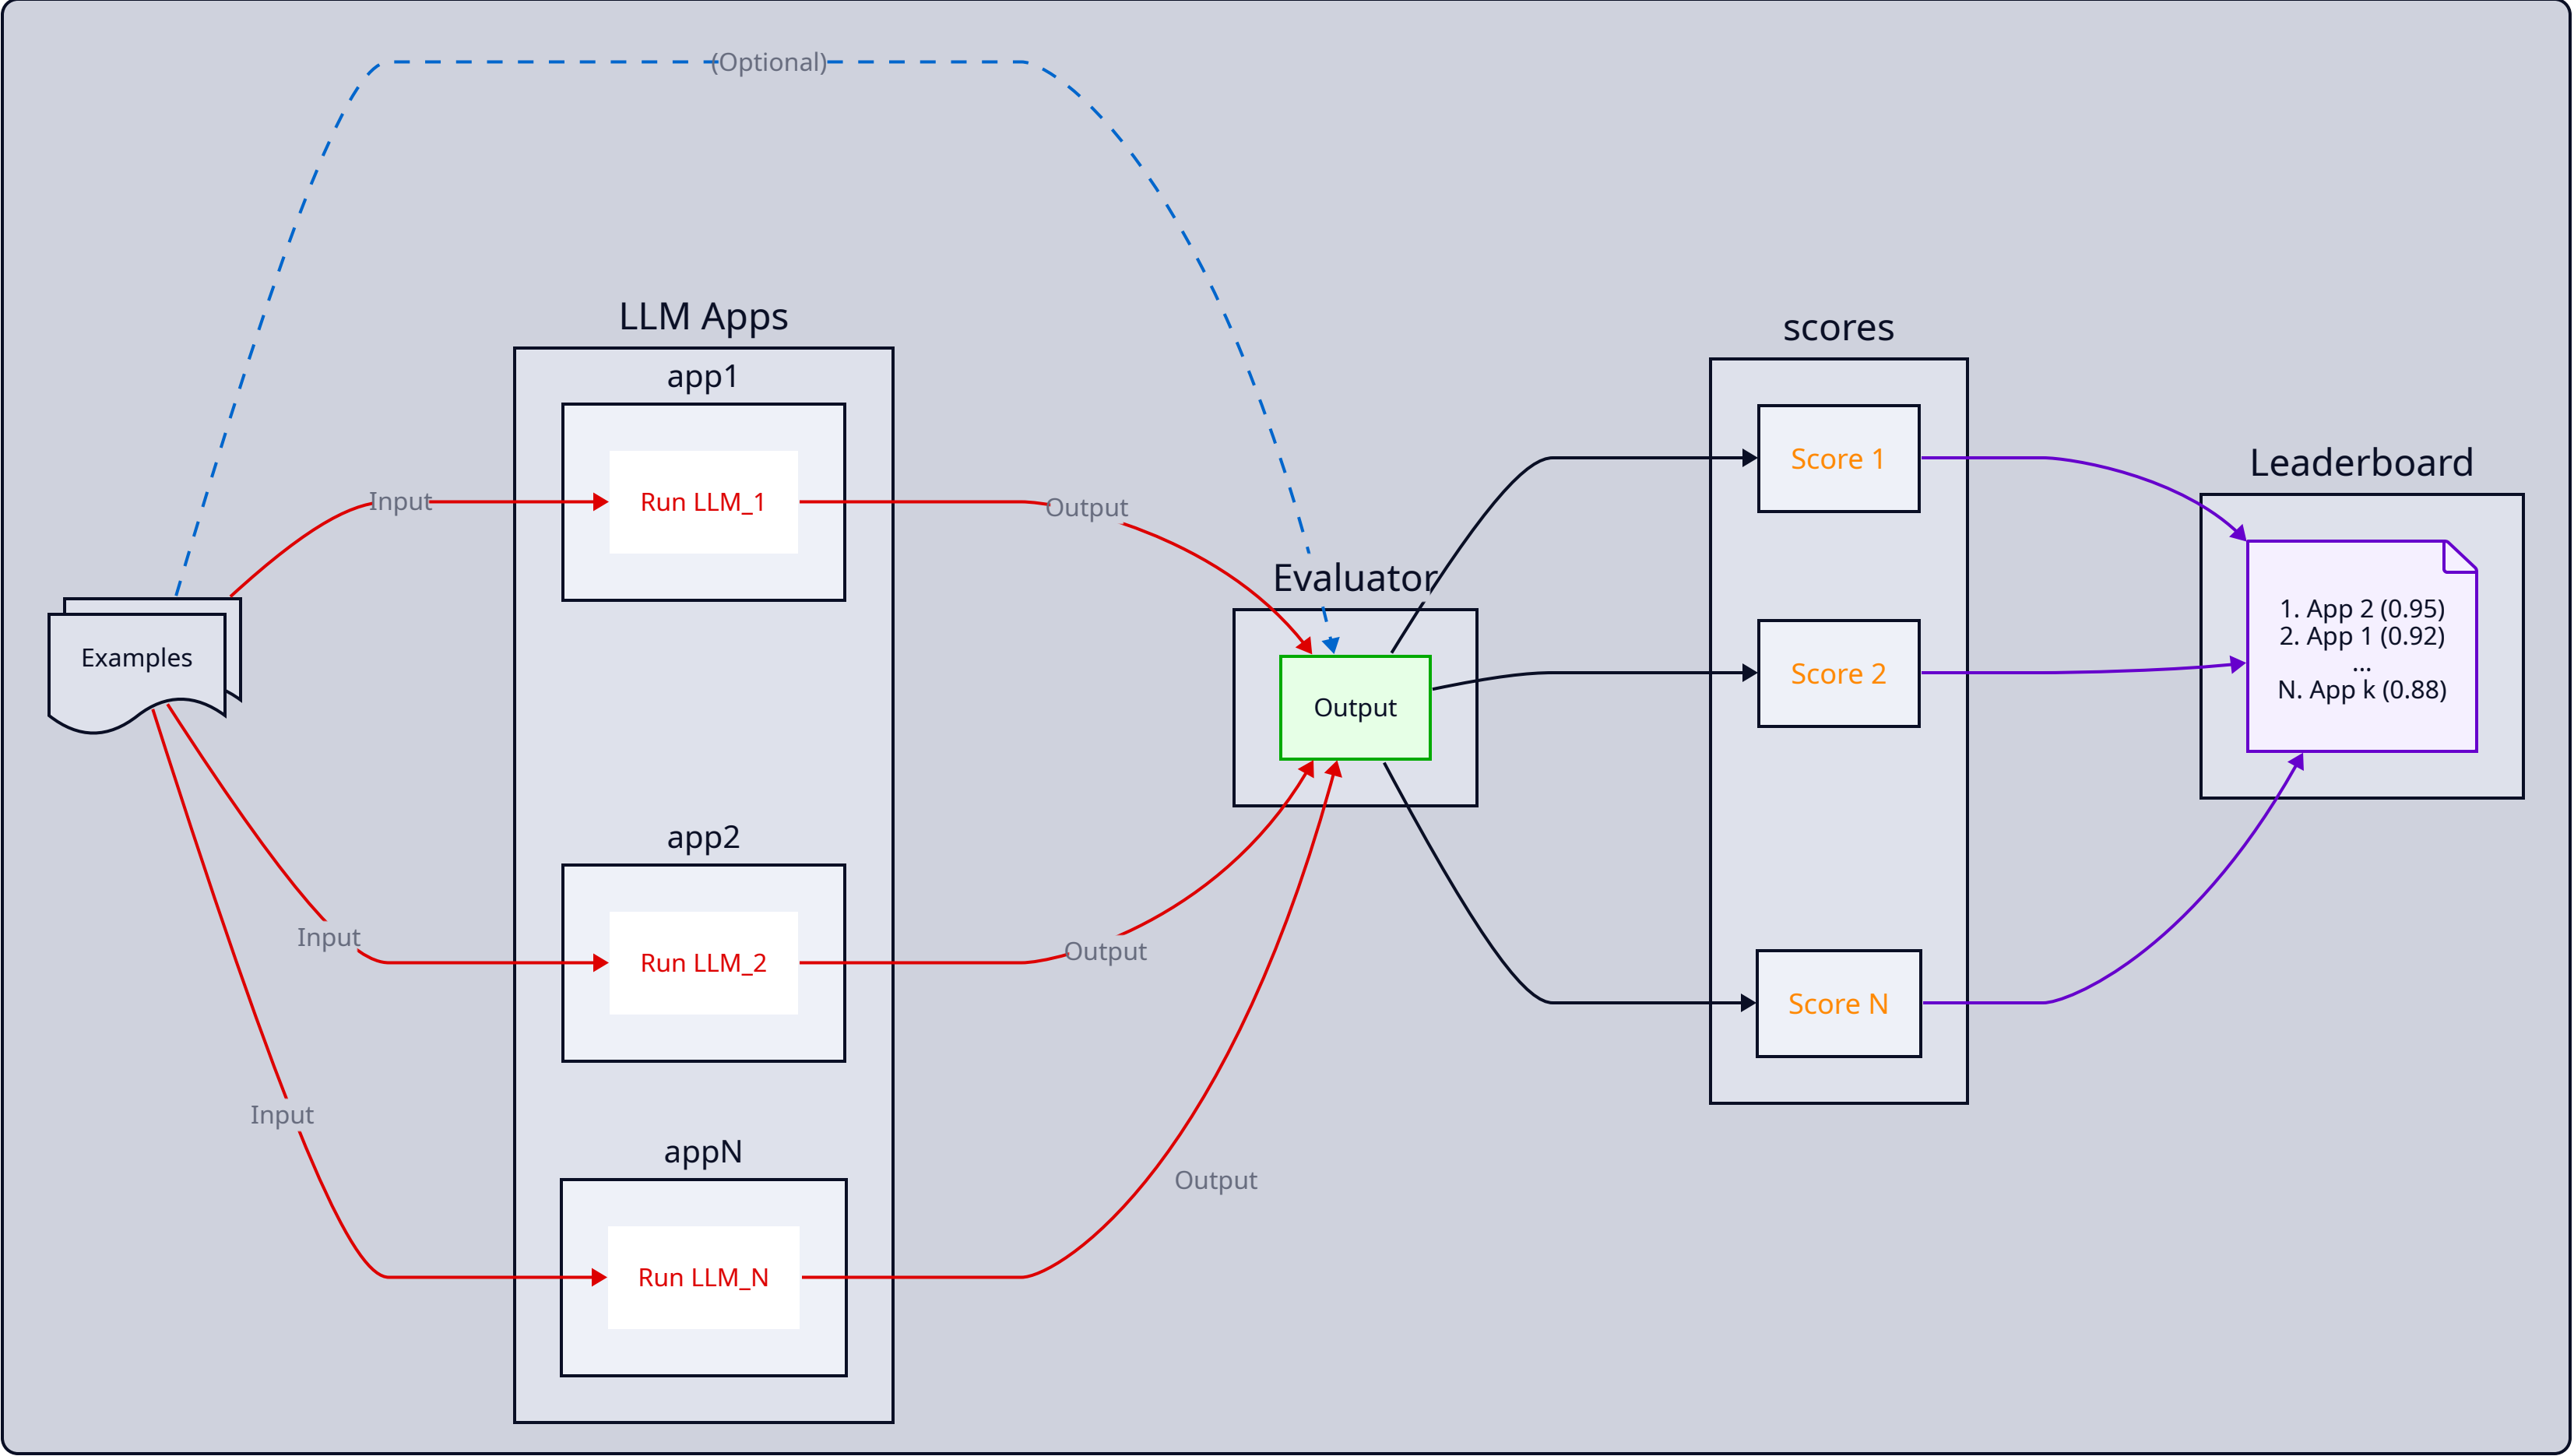 (Optional)
LLM Apps
app1
Input
Run LLM_1
Output
Examples
app2
Input
Run LLM_2
Output
Input
appN
Run LLM_N
Output
Evaluator
Output
scores
Score 1
Score 2
Score N
Leaderboard
1. App 2 (0.95)
2. App 1 (0.92)
...
N. App k (0.88)